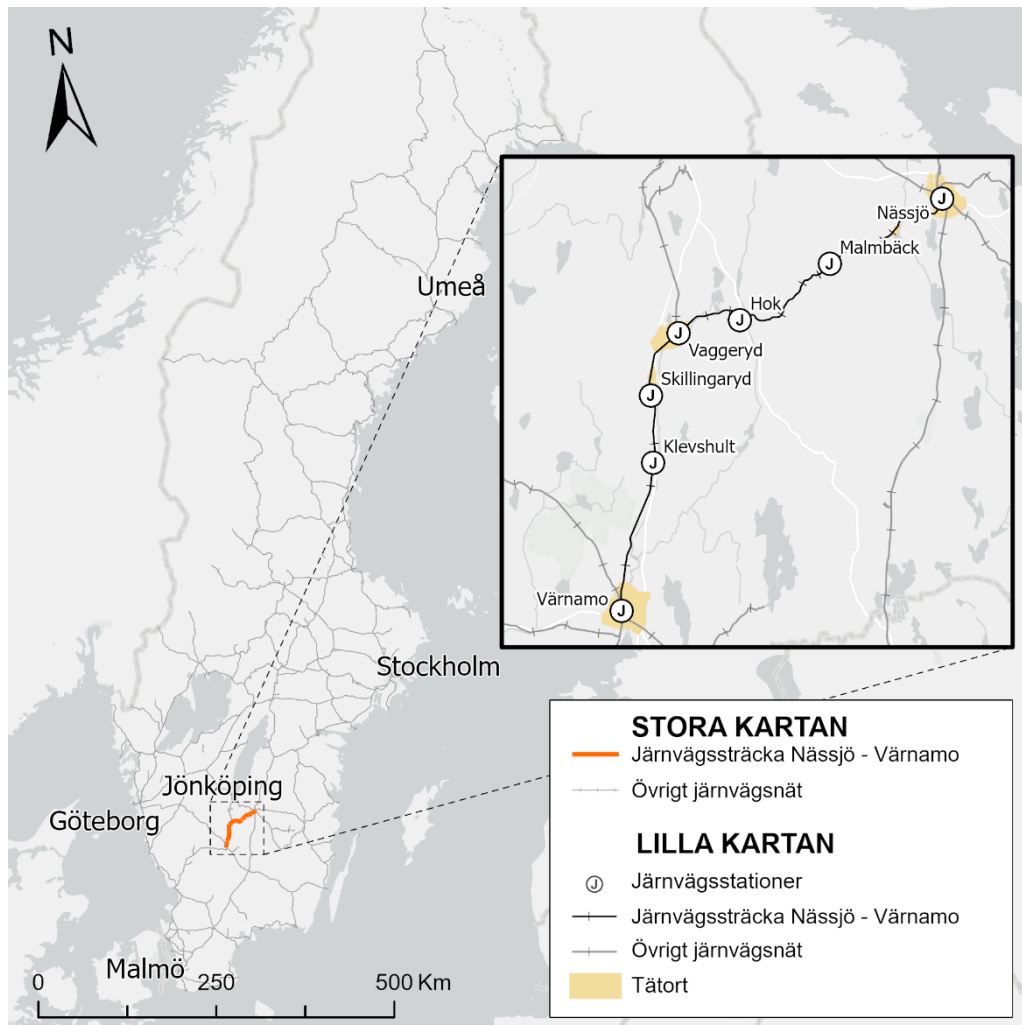 N
Umeå
Stockholm
Jönköping
Göteborg
Malmö
0 250 500 Km
Nässjö
J
Malmbäck
J
Hok
J
J
Vaggeryd
Skillingaryd
J
Klevshult
J
Värnamo
J
STORA KARTAN
Järnvägssträcka Nässjö - Värnamo
Övrigt järnvägsnät
LILLA KARTAN
J Järnvägsstationer
Järnvägssträcka Nässjö - Värnamo
Övrigt järnvägsnät
Tätort